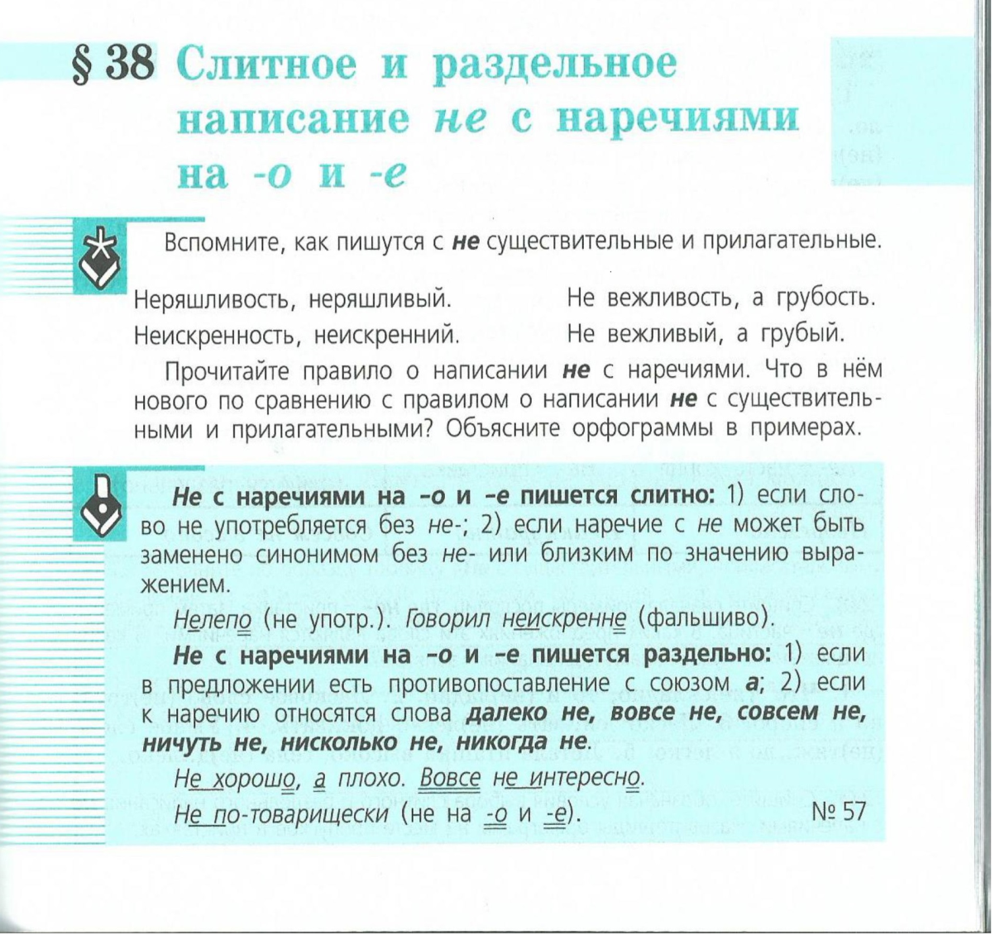 § 38 Слитное и раздельное
написание не с наречиями
на -о и -е
Вспомните, как пишутся с не существительные и прилагательные.
Неряшливость, неряшливый. Не вежливость, а грубость.
Неискренность, неискренний. Не вежливый, а грубый.
Прочитайте правило о написании не с наречиями. Что в нём
нового по сравнению с правилом о написании не с существитель-
ными и прилагательными? Объясните орфограммы в примерах.
Не с наречиями на -о и -е пишется слитно: 1) если сло-
во не употребляется без не-; 2) если наречие с не может быть
заменено синонимом без не- или близким по значению выра-
жением.
Нелепо (не употр.). Говорил неискренне (фальшиво).
Не с наречиями на -о и -е пишется раздельно: 1) если
в предложении есть противопоставление с союзом а; 2) если
к наречию относятся слова далеко не, вовсе не, совсем не,
ничуть не, нисколько не, никогда не.
Не хорошо, а плохо. Вовсе не интересно.
Не по-товарищески (не на -о и -е). № 57